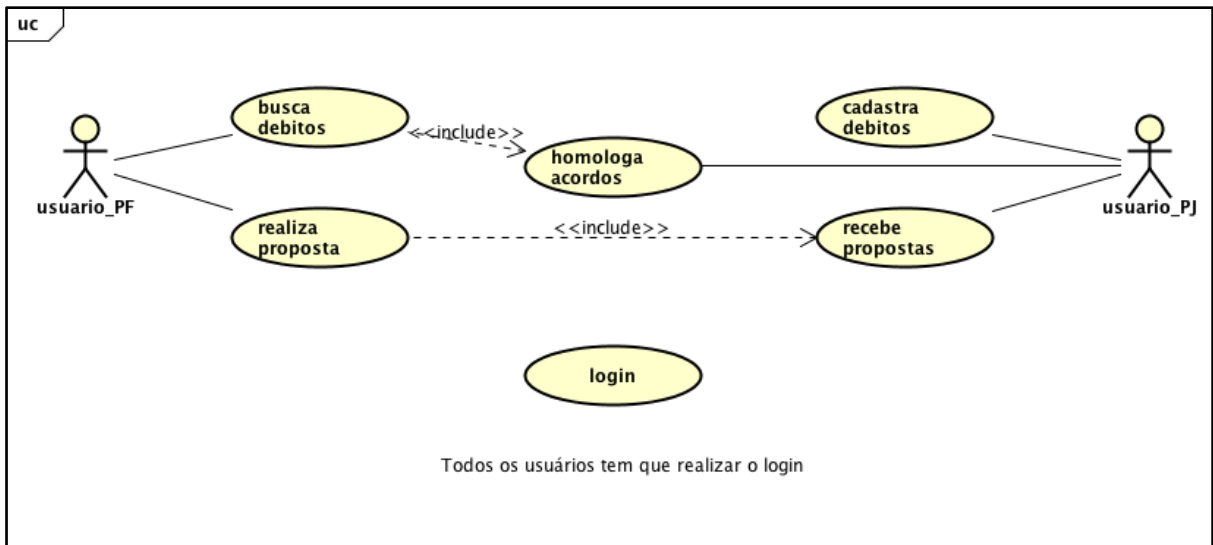 uc
busca
debitos
cadastra
debitos
<<include>>
homologa
acordos
usuario_PF
usuario_PJ
realiza
proposta
<<include>>
recebe
propostas
login
Todos os usuários tem que realizar o login